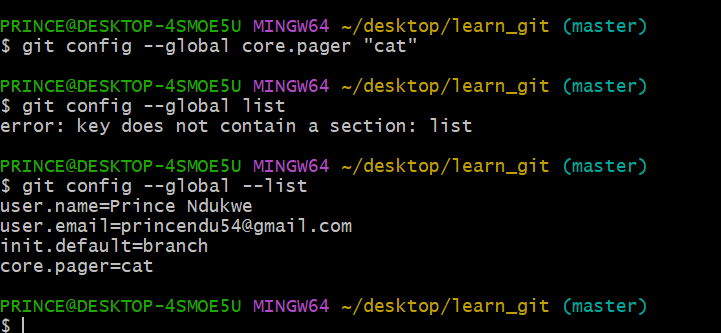 PRINCE@DESKTOP-4SMOE5U MINGW64 ~/desktop/learn_git (master)
$ git config --global core.pager "cat"
PRINCE@DESKTOP-4SMOE5U MINGW64 ~/desktop/learn_git (master)
$ git config --global list
error: key does not contain a section: list
PRINCE@DESKTOP-4SMOE5U MINGW64 ~/desktop/learn_git (master)
$ git config --global --list
user.name=Prince Ndukwe
user.email=princendu54@gmail.com
init.default=branch
core.pager=cat
PRINCE@DESKTOP-4SMOE5U MINGW64 ~/desktop/learn_git (master)
$